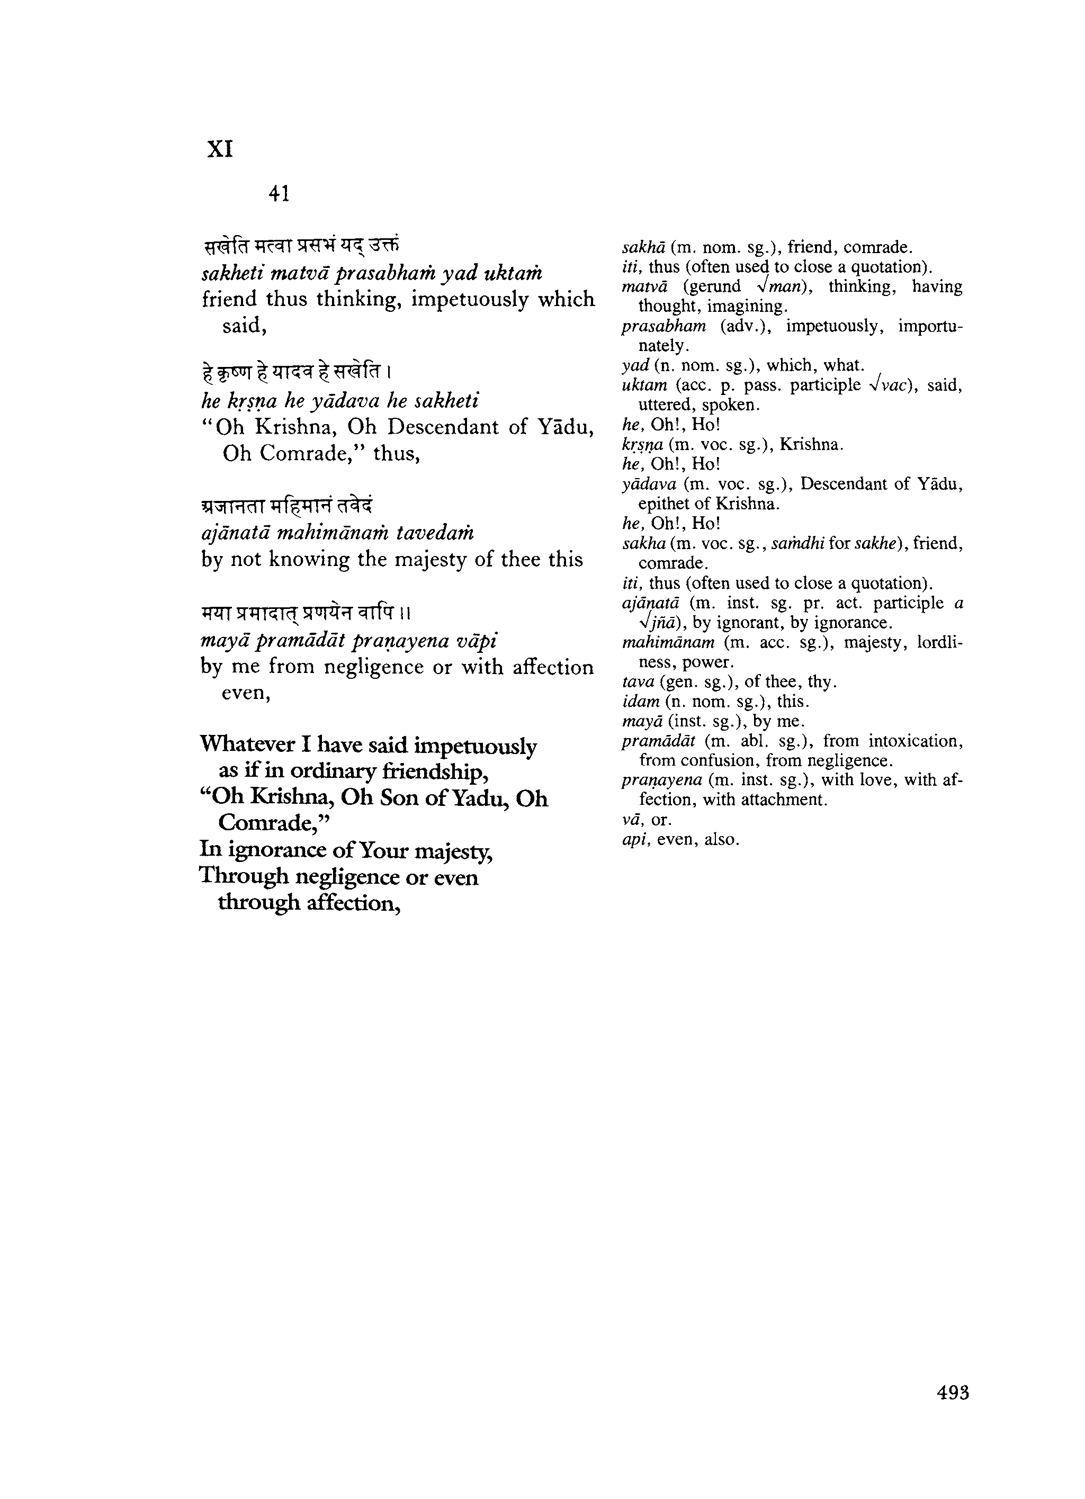 XI
41
सखेति मत्वा प्रसभं यद् उक्तं
sakheti matvā prasabhaṁ yad uktaṁ
friend thus thinking, impetuously which
said,
हे कृष्ण हे यादव हे सखेति ।
he kṛṣṇa he yādava he sakheti
“Oh Krishna, Oh Descendant of Yādu,
Oh Comrade,” thus,
अजानता महिमानं तवेदं
ajānatā mahimānaṁ tavedaṁ
by not knowing the majesty of thee this
मया प्रमादात् प्रणयेन वापि ।।
mayā pramādāt praṇayena vāpi
by me from negligence or with affection
even,
Whatever I have said impetuously
as if in ordinary friendship,
“Oh Krishna, Oh Son of Yadu, Oh
Comrade,”
In ignorance of Your majesty,
Through negligence or even
through affection,
sakhā (m. nom. sg.), friend, comrade.
iti, thus (often used to close a quotation).
matvā (gerund √man), thinking, having
thought, imagining.
prasabham (adv.), impetuously, importu-
nately.
yad (n. nom. sg.), which, what.
uktam (acc. p. pass. participle √vac), said,
uttered, spoken.
he, Oh!, Ho!
kṛṣṇa (m. voc. sg.), Krishna.
he, Oh!, Ho!
yādava (m. voc. sg.), Descendant of Yādu,
epithet of Krishna.
he, Oh!, Ho!
sakha (m. voc. sg., saṁdhi for sakhe), friend,
comrade.
iti, thus (often used to close a quotation).
ajāṇatā (m. inst. sg. pr. act. participle a
√jñā), by ignorant, by ignorance.
mahimānam (m. acc. sg.), majesty, lordli-
ness, power.
tava (gen. sg.), of thee, thy.
idam (n. nom. sg.), this.
mayā (inst. sg.), by me.
pramādāt (m. abl. sg.), from intoxication,
from confusion, from negligence.
praṇayena (m. inst. sg.), with love, with af-
fection, with attachment.
vā, or.
api, even, also.
493